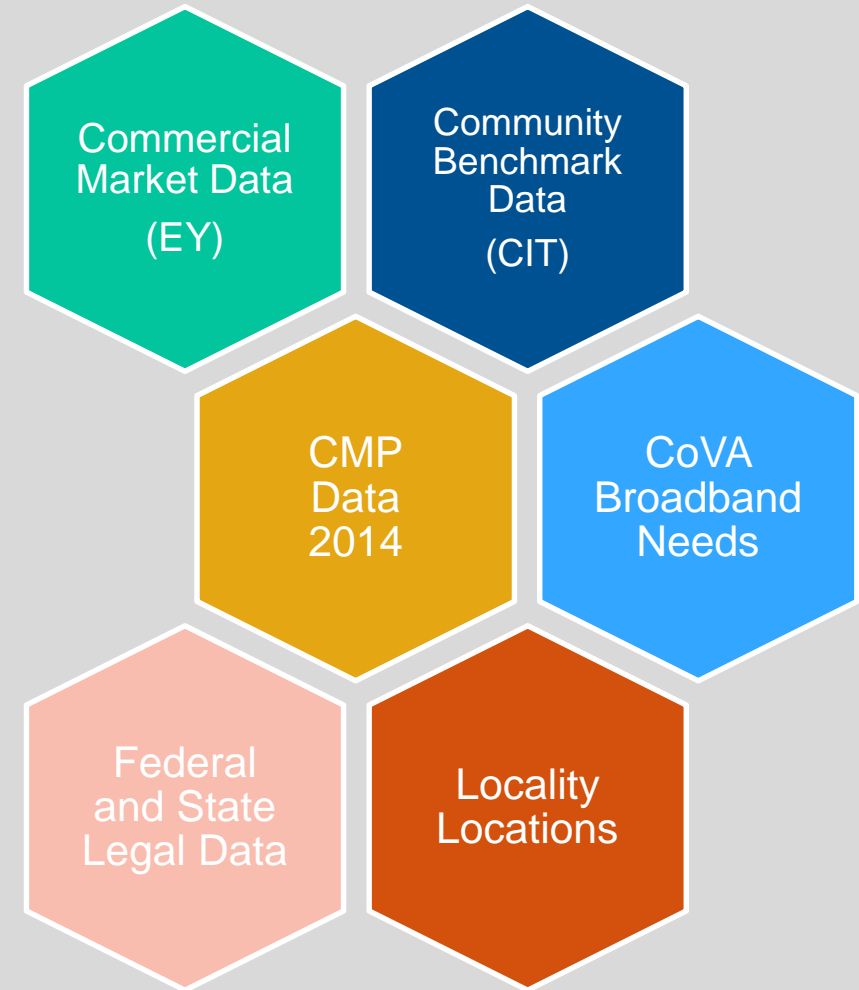 Commercial
Market Data
(EY)
Community
Benchmark
Data
(CIT)
CMP
Data
2014
CoVA
Broadband
Needs
Federal
and State
Legal Data
Locality
Locations